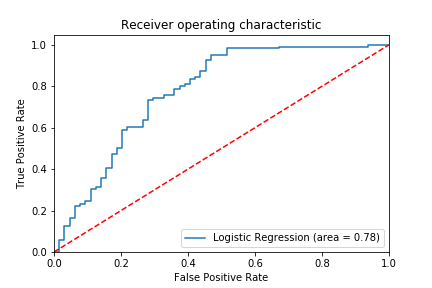 Receiver operating characteristic
True Positive Rate
1.0
0.8
0.6
0.4
0.2
0.0
Logistic Regression (area = 0.78)
0.0 0.2 0.4 0.6 0.8 1.0
False Positive Rate